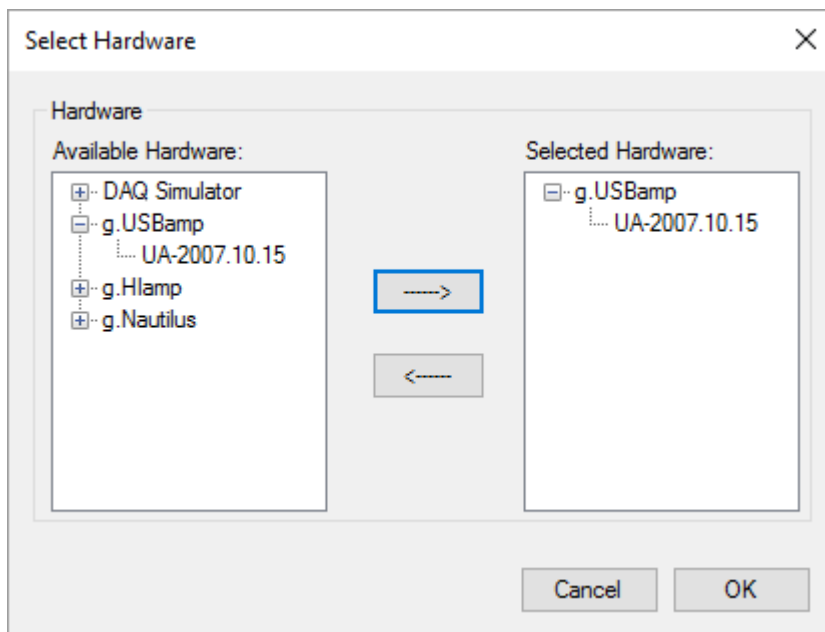 Select Hardware
Hardware
Available Hardware:
DAQ Simulator
g.USBamp
UA-2007.10.15
g.HIamp
g.Nautilus
------>
<------
Selected Hardware:
g.USBamp
UA-2007.10.15
Cancel
OK